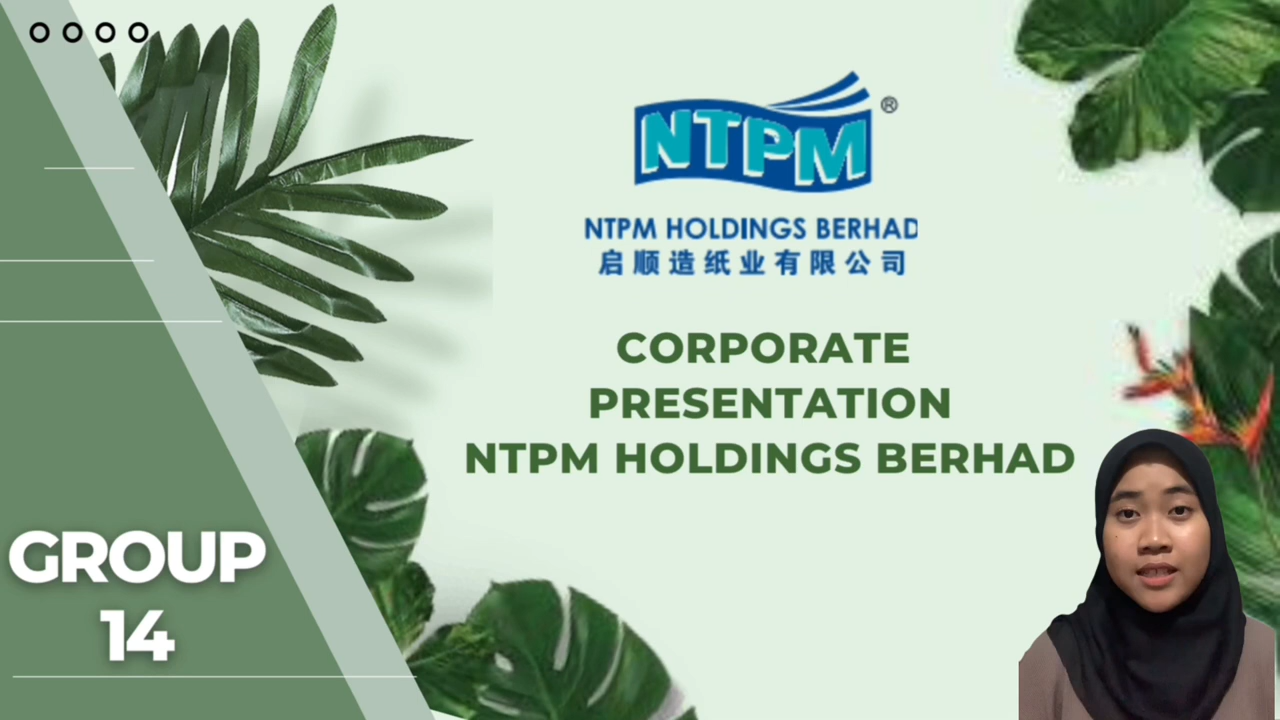 NTPM ®
NTPM HOLDINGS BERHAD
启顺造纸业有限公司
CORPORATE
PRESENTATION
NTPM HOLDINGS BERHAD
GROUP
14